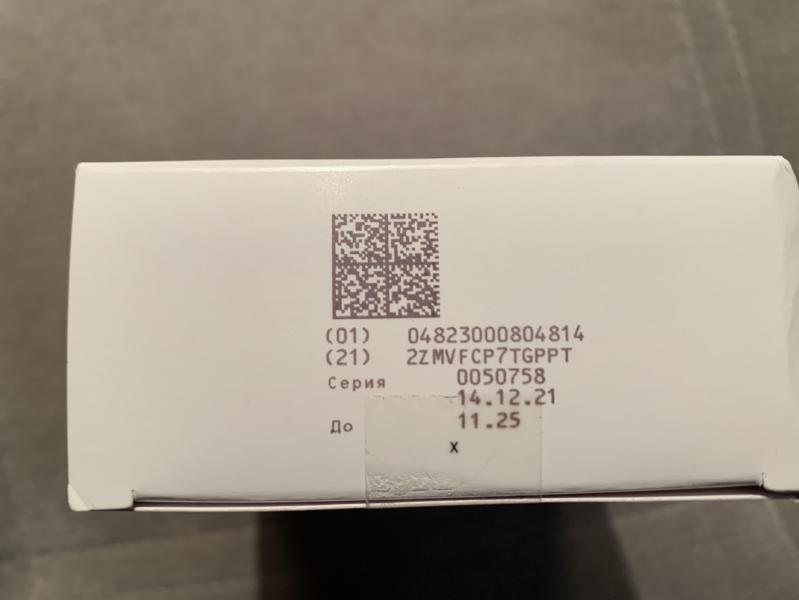 (01) 04823000804814
(21) 2ZMVFCP7TGPPT
Серия 0050758
14.12.21
До 11.25
X